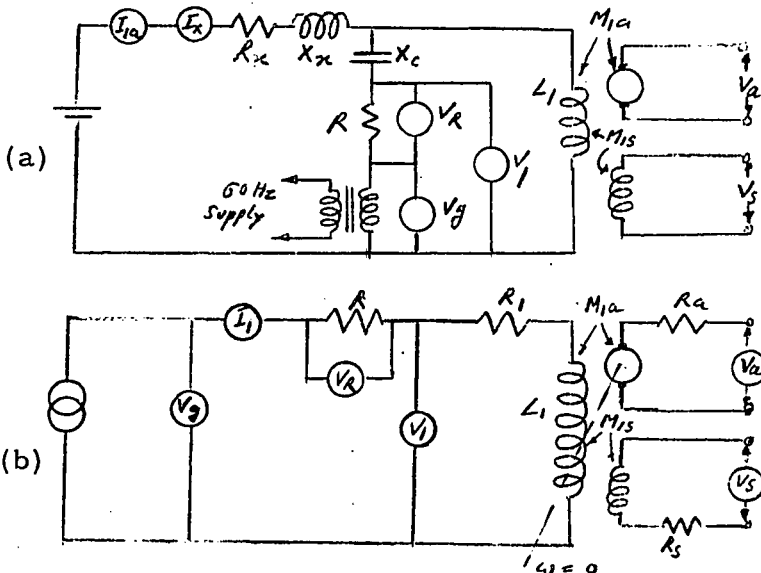 (a)
I1a
Ix
Rx
Xx
Xc
R
VR
V1
Vg
60 Hz
Supply
L1
M1a
M1s
Va
Vs
(b)
Vg
I1
R
VR
V1
R1
L1
M1a
M1s
Ra
Va
Vs
Rs
ω = 0